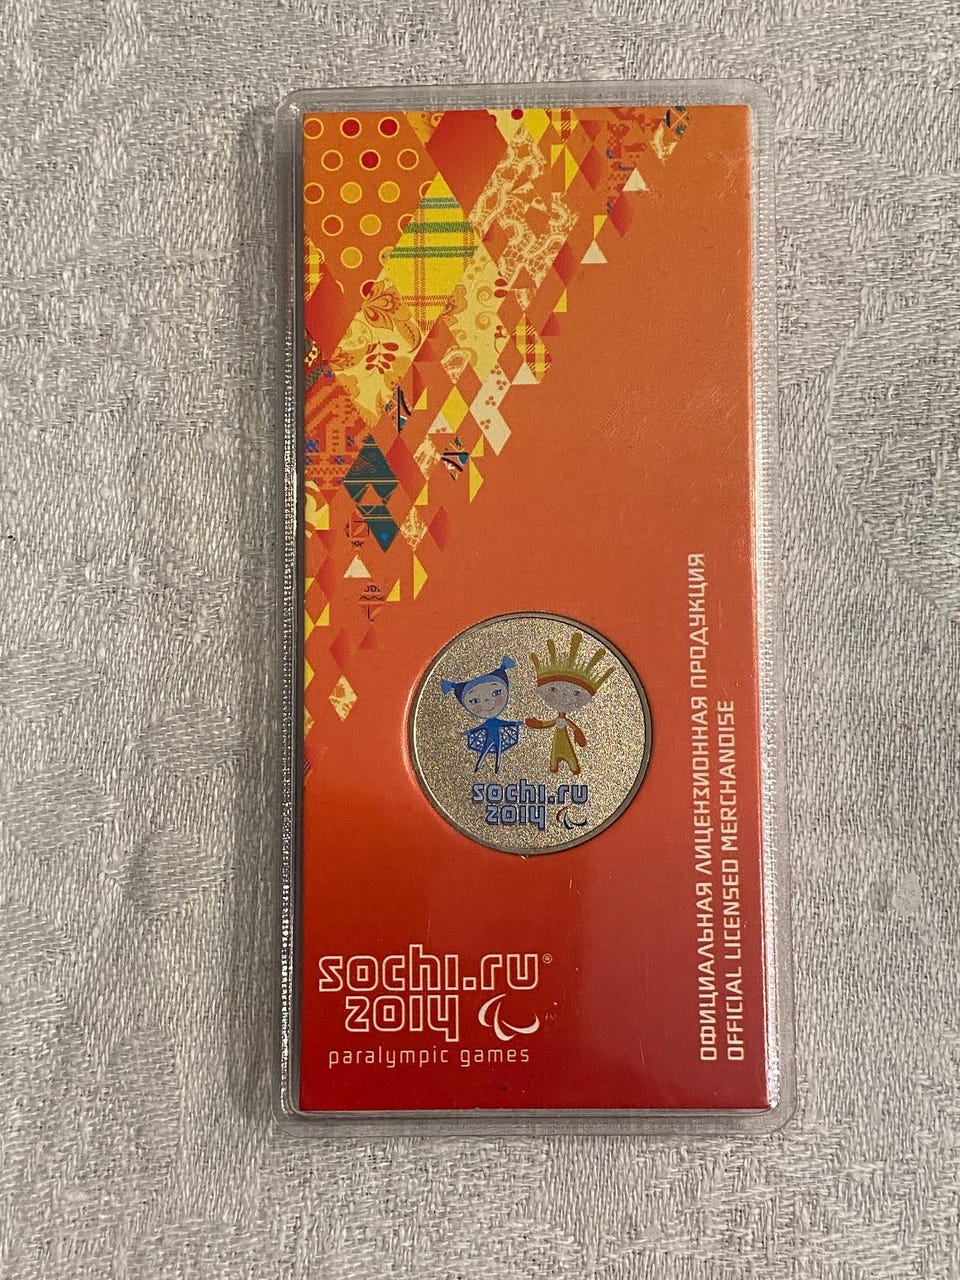 sochi.ru
2014
sochi.ru®
2014
paralympic games
ОФИЦИАЛЬНАЯ ЛИЦЕНЗИОННАЯ ПРОДУКЦИЯ
OFFICIAL LICENSED MERCHANDISE